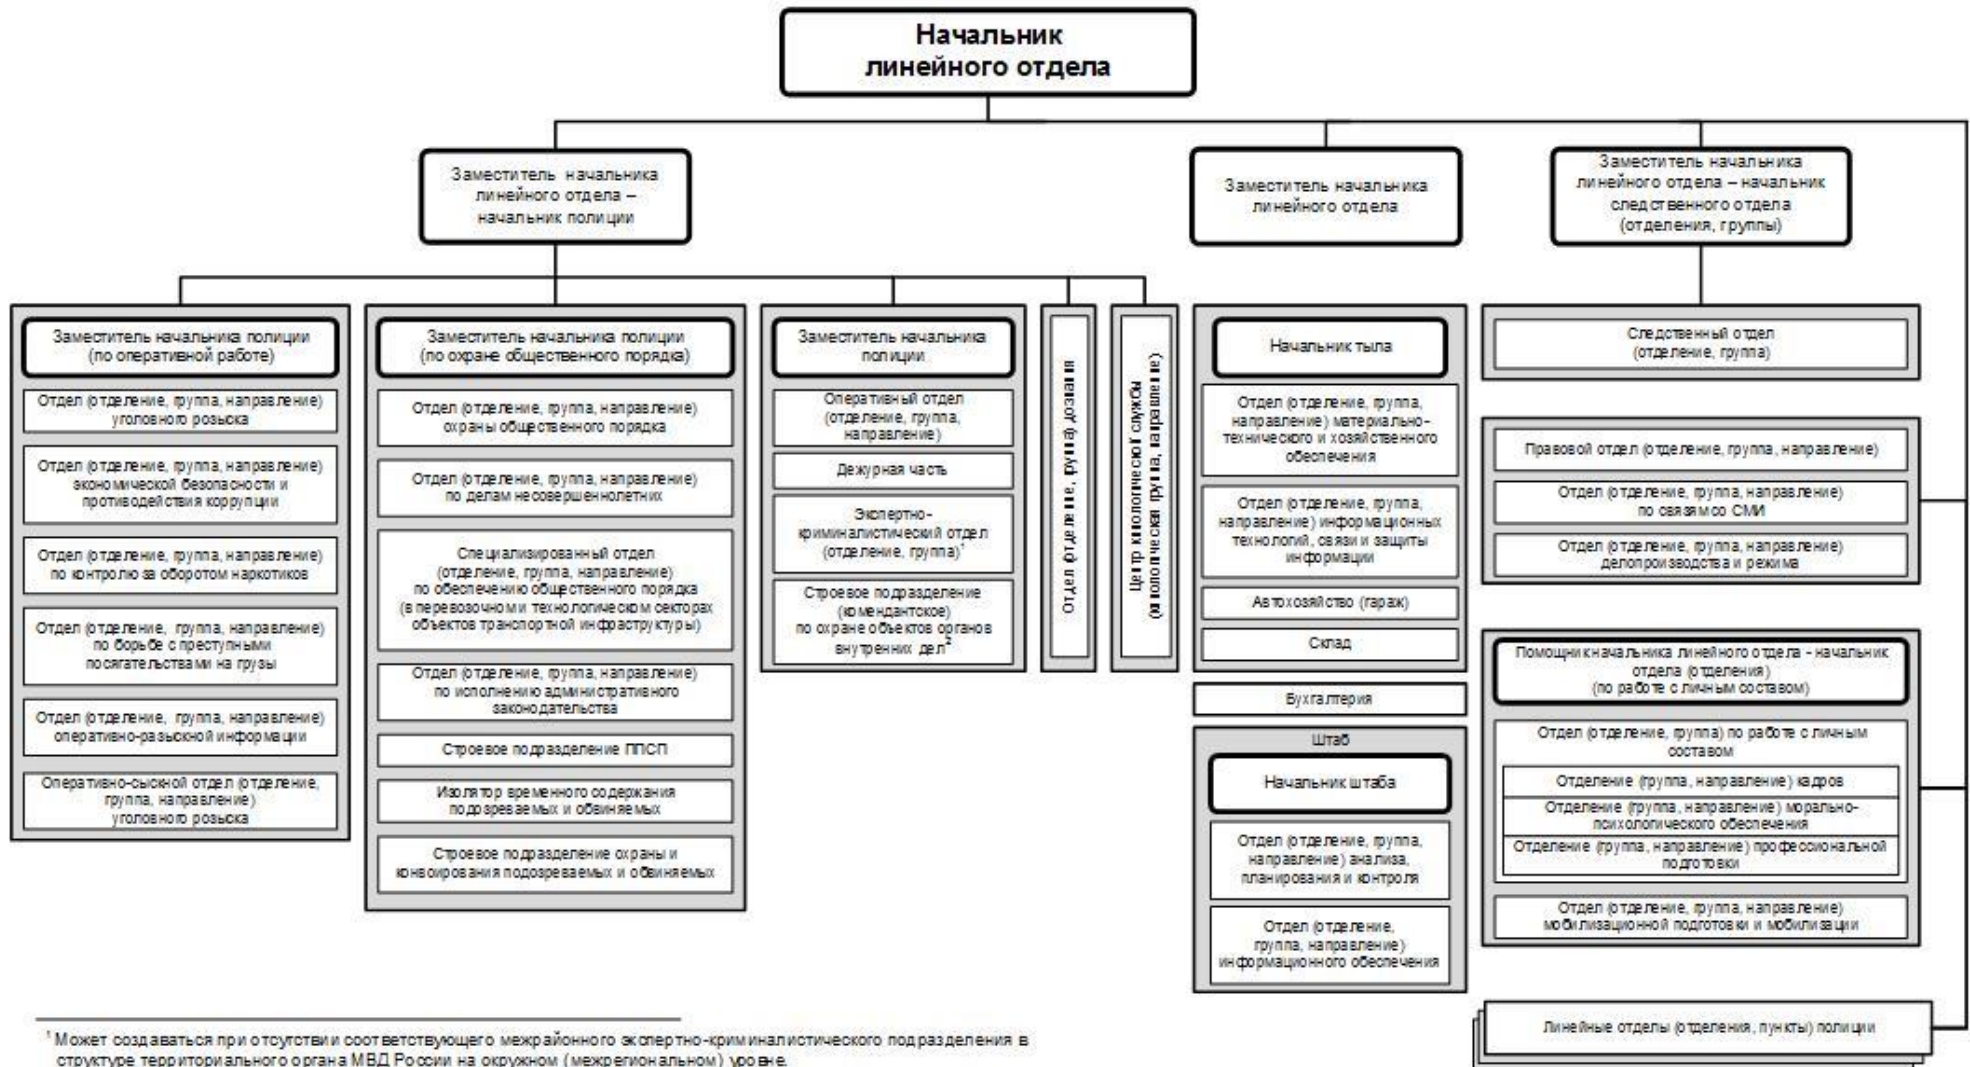 Начальник
линейного отдела
Заместитель начальника
линейного отдела –
начальник полиции
Заместитель начальника
линейного отдела
Заместитель начальника
линейного отдела – начальник
следственного отдела
(отделения, группы)
Заместитель начальника полиции
(по оперативной работе)
Отдел (отделение, группа, направление)
уголовного розыска
Отдел (отделение, группа, направление)
экономической безопасности и
противодействия коррупции
Отдел (отделение, группа, направление)
по контролю за оборотом наркотиков
Отдел (отделение, группа, направление)
по борьбе с преступными
посягательствами на грузы
Отдел (отделение, группа, направление)
оперативно-разыскной информации
Оперативно-сыскной отдел (отделение,
группа, направление)
уголовного розыска
Заместитель начальника полиции
(по охране общественного порядка)
Отдел (отделение, группа, направление)
охраны общественного порядка
Отдел (отделение, группа, направление)
по делам несовершеннолетних
Специализированный отдел
(отделение, группа, направление)
по обеспечению общественного порядка
(в перевозочном и технологическом секторах
объектов транспортной инфраструктуры)
Отдел (отделение, группа, направление)
по исполнению административного
законодательства
Строевое подразделение ППСП
Изолятор временного содержания
подозреваемых и обвиняемых
Строевое подразделение охраны и
конвоирования подозреваемых и обвиняемых
Заместитель начальника
полиции
Оперативный отдел
(отделение, группа,
направление)
Дежурная часть
Экспертно-
криминалистический отдел
(отделение, группа)¹
Строевое подразделение
(комендантское)
по охране объектов органов
внутренних дел²
Отдел (отделение, группа) дознания
Центр кинологической службы
(кинологическая группа, направление)
Начальник тыла
Отдел (отделение, группа,
направление) материально-
технического и хозяйственного
обеспечения
Отдел (отделение, группа,
направление) информационных
технологий, связи и защиты
информации
Автохозяйство (гараж)
Склад
Бухгалтерия
Штаб
Начальник штаба
Отдел (отделение, группа,
направление) анализа,
планирования и контроля
Отдел (отделение,
группа, направление)
информационного обеспечения
Следственный отдел
(отделение, группа)
Правовой отдел (отделение, группа, направление)
Отдел (отделение, группа, направление)
по связям со СМИ
Отдел (отделение, группа, направление)
делопроизводства и режима
Помощник начальника линейного отдела - начальник
отдела (отделения)
(по работе с личным составом)
Отдел (отделение, группа) по работе с личным
составом
Отделение (группа, направление) кадров
Отделение (группа, направление) морально-
психологического обеспечения
Отделение (группа, направление) профессиональной
подготовки
Отдел (отделение, группа, направление)
мобилизационной подготовки и мобилизации
Линейные отделы (отделения, пункты) полиции
¹ Может создаваться при отсутствии соответствующего межрайонного экспертно-криминалистического подразделения в
структуре территориального органа МВД России на окружном (межрегиональном) уровне.